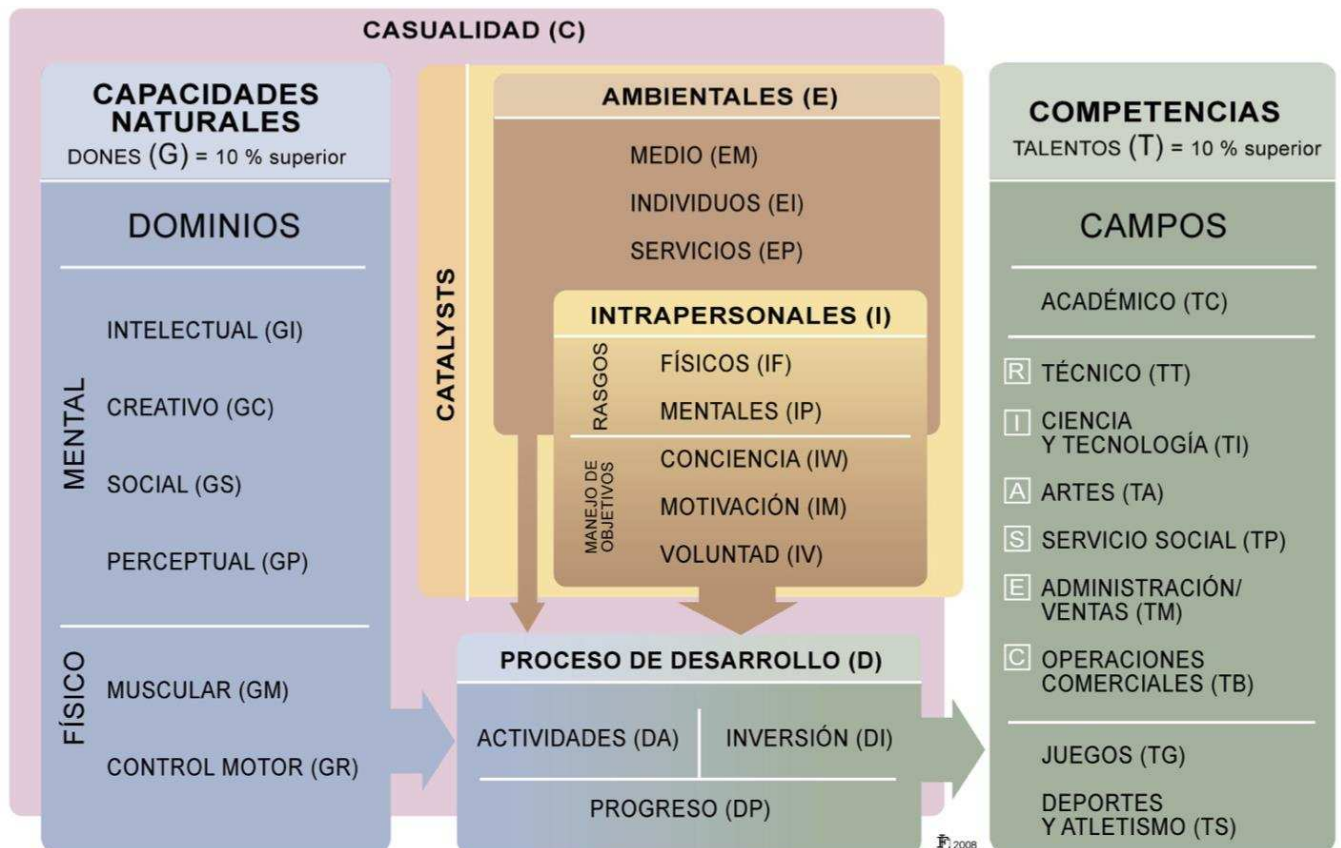 CASUALIDAD (C)
CAPACIDADES
NATURALES
DONES (G) = 10 % superior
DOMINIOS
MENTAL
INTELECTUAL (GI)
CREATIVO (GC)
SOCIAL (GS)
PERCEPTUAL (GP)
FÍSICO
MUSCULAR (GM)
CONTROL MOTOR (GR)
CATALYSTS
AMBIENTALES (E)
MEDIO (EM)
INDIVIDUOS (EI)
SERVICIOS (EP)
INTRAPERSONALES (I)
RASGOS
FÍSICOS (IF)
MENTALES (IP)
MANEJO DE
OBJETIVOS
CONCIENCIA (IW)
MOTIVACIÓN (IM)
VOLUNTAD (IV)
PROCESO DE DESARROLLO (D)
ACTIVIDADES (DA)
INVERSIÓN (DI)
PROGRESO (DP)
COMPETENCIAS
TALENTOS (T) = 10 % superior
CAMPOS
ACADÉMICO (TC)
R TÉCNICO (TT)
I CIENCIA
Y TECNOLOGÍA (TI)
A ARTES (TA)
S SERVICIO SOCIAL (TP)
E ADMINISTRACIÓN/
VENTAS (TM)
C OPERACIONES
COMERCIALES (TB)
JUEGOS (TG)
DEPORTES
Y ATLETISMO (TS)
2008